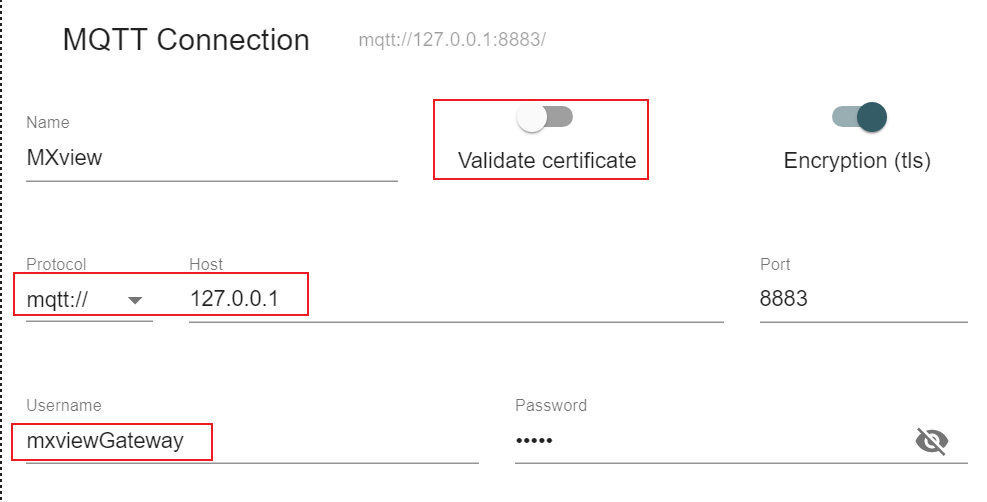 MQTT Connection mqtt://127.0.0.1:8883/
Name
MXview
Validate certificate
Encryption (tls)
Protocol Host Port
mqtt:// 127.0.0.1 8883
Username Password
mxviewGateway •••••